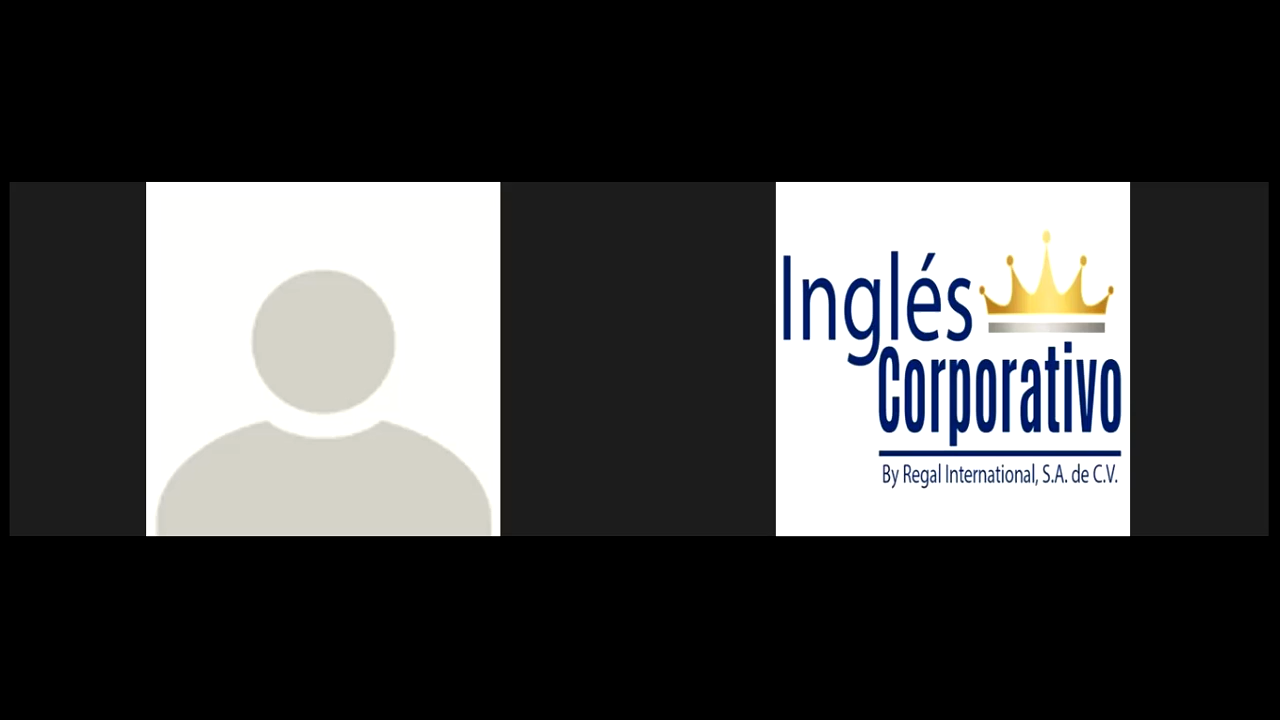 Inglés
Corporativo
By Regal International, S.A. de C.V.